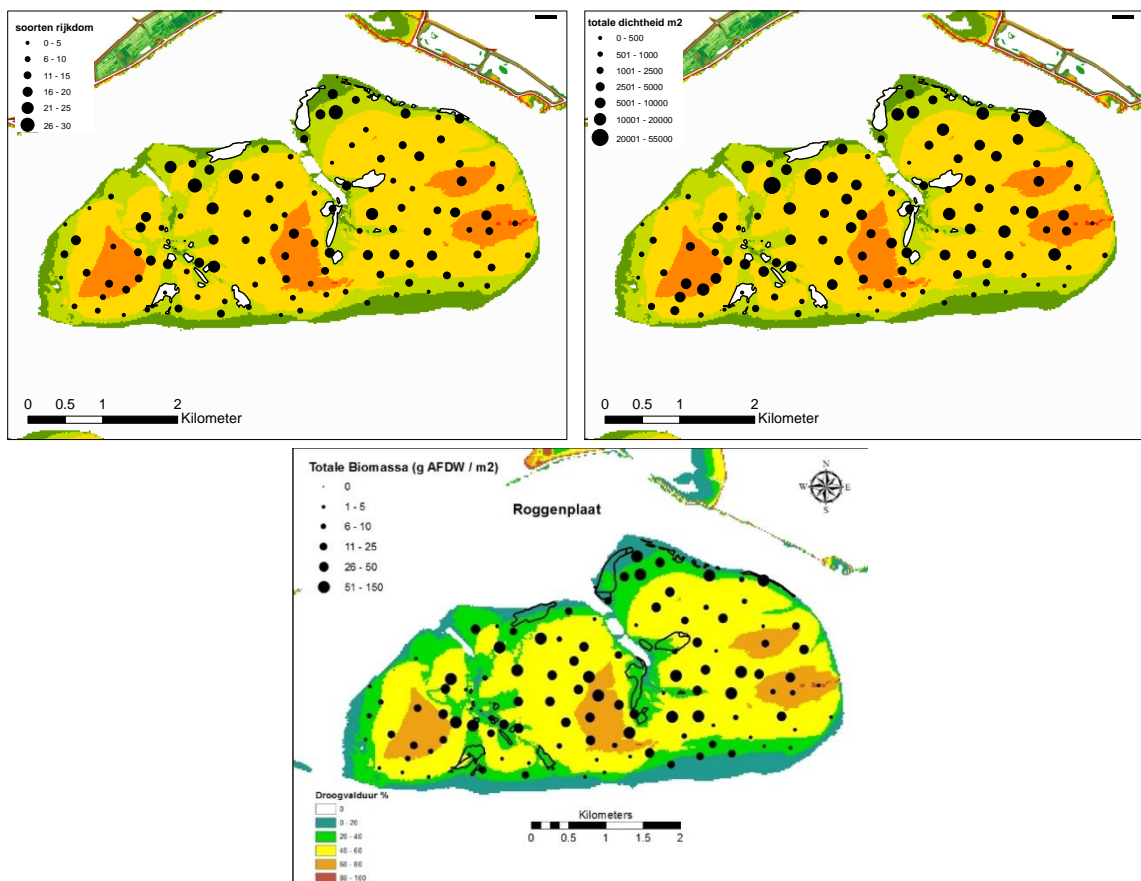 soorten rijkdom
0 - 5
6 - 10
11 - 15
16 - 20
21 - 25
26 - 30
0 0.5 1 2
Kilometer
totale dichtheid m2
0 - 500
501 - 1000
1001 - 2500
2501 - 5000
5001 - 10000
10001 - 20000
20001 - 55000
0 0.5 1 2
Kilometer
Totale Biomassa (g AFDW / m2)
0
1 - 5
6 - 10
11 - 25
26 - 50
51 - 150
Roggenplaat
N
W E
S
Droogvalduur %
0
0 - 20
20 - 40
40 - 60
60 - 80
80 - 100
Kilometers
0 0.5 1 1.5 2